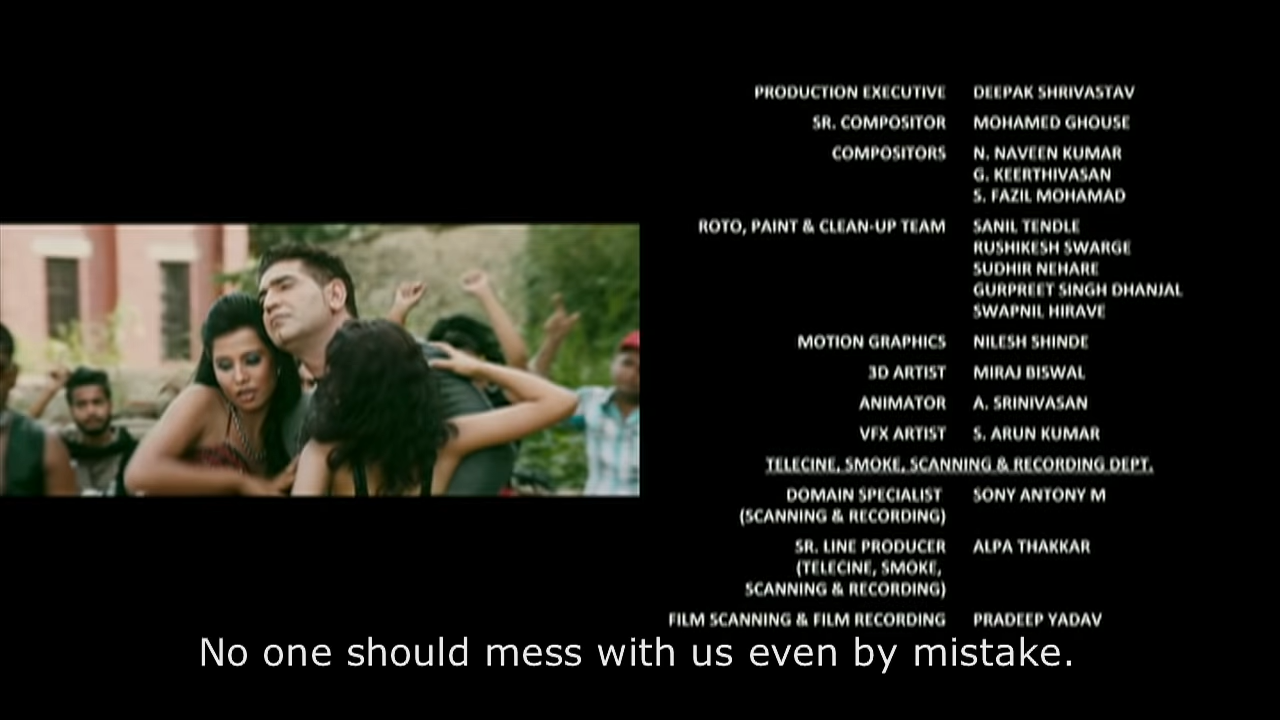 PRODUCTION EXECUTIVE DEEPAK SHRIVASTAV
SR. COMPOSITOR MOHAMED GHOUSE
COMPOSITORS N. NAVEEN KUMAR
G. KEERTHIVASAN
S. FAZIL MOHAMAD
ROTO, PAINT & CLEAN-UP TEAM SANIL TENDLE
RUSHIKESH SWARGE
SUDHIR NEHARE
GURPREET SINGH DHANJAL
SWAPNIL HIRAVE
MOTION GRAPHICS NILESH SHINDE
3D ARTIST MIRAJ BISWAL
ANIMATOR A. SRINIVASAN
VFX ARTIST S. ARUN KUMAR
TELECINE, SMOKE, SCANNING & RECORDING DEPT.
DOMAIN SPECIALIST SONY ANTONY M
(SCANNING & RECORDING)
SR. LINE PRODUCER ALPA THAKKAR
(TELECINE, SMOKE,
SCANNING & RECORDING)
FILM SCANNING & FILM RECORDING PRADEEP YADAV
No one should mess with us even by mistake.